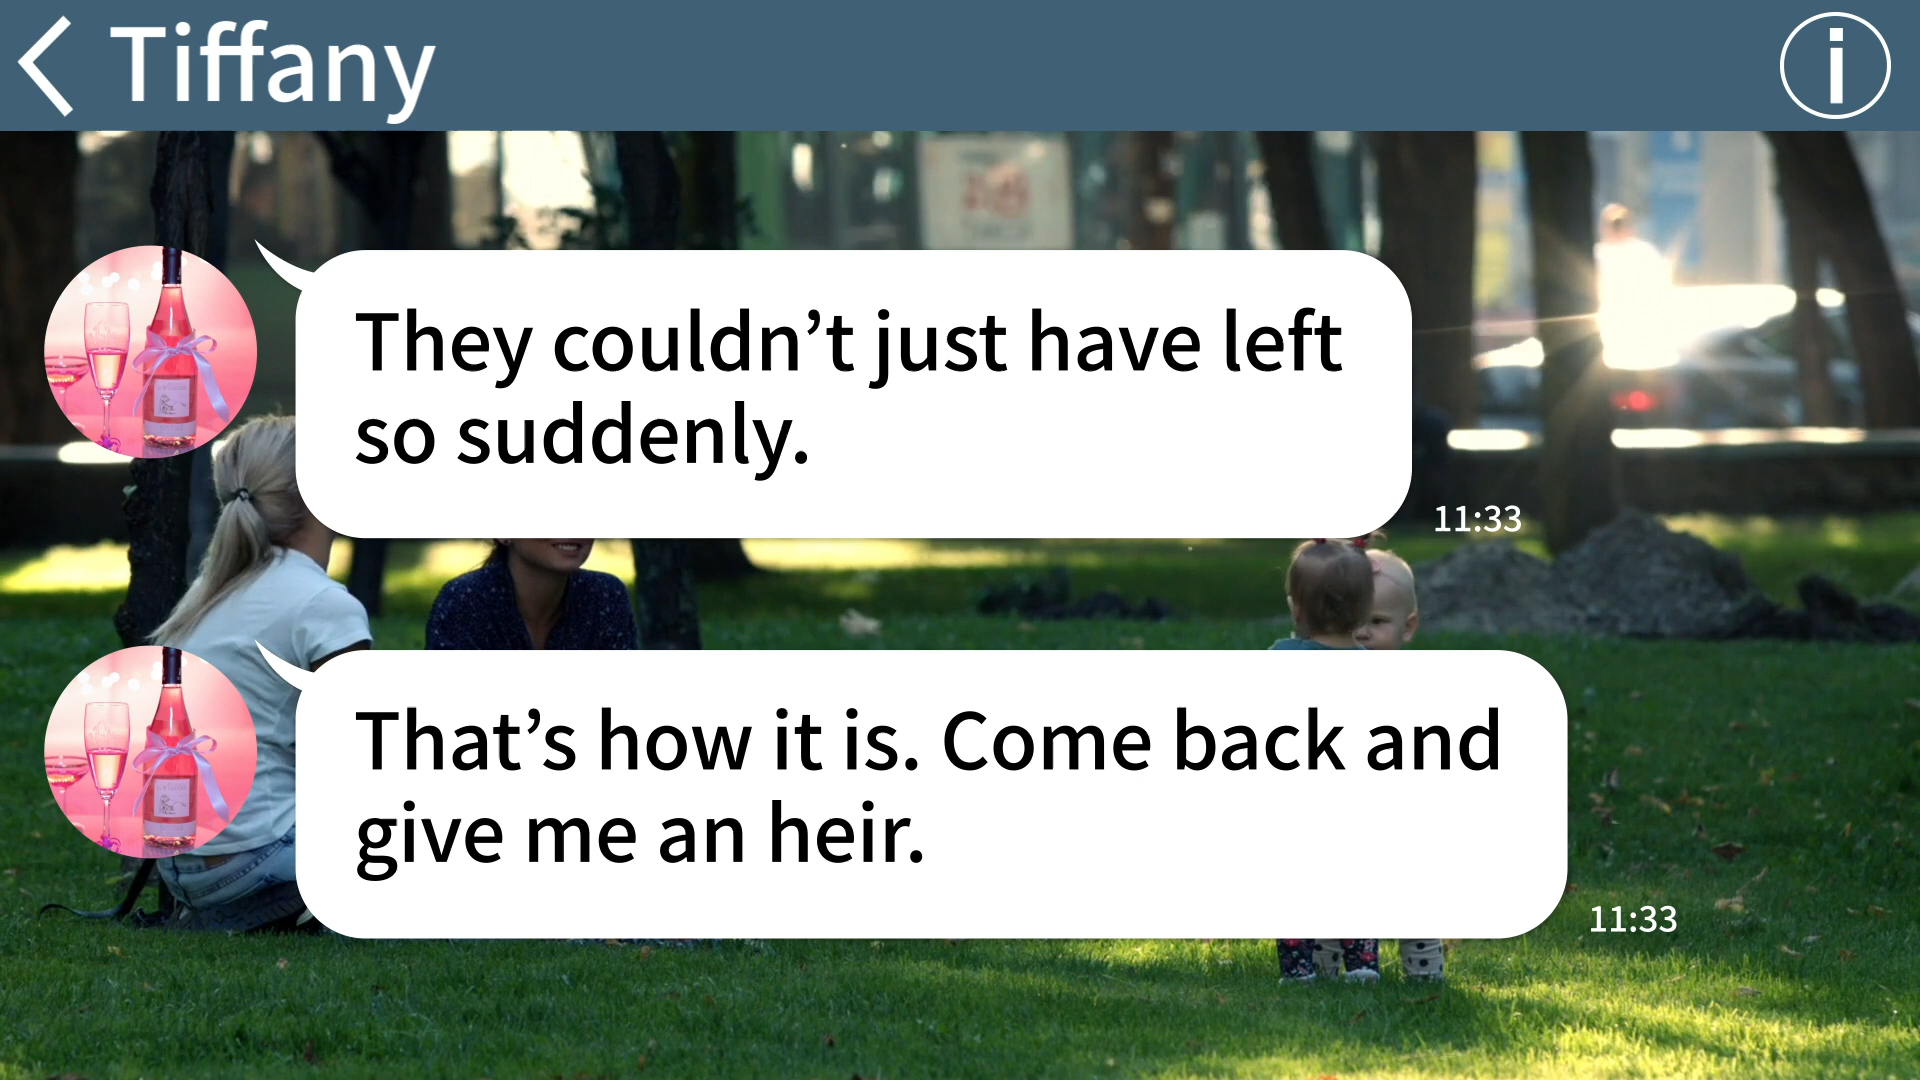 Tiffany
They couldn’t just have left
so suddenly.
11:33
That’s how it is. Come back and
give me an heir.
11:33